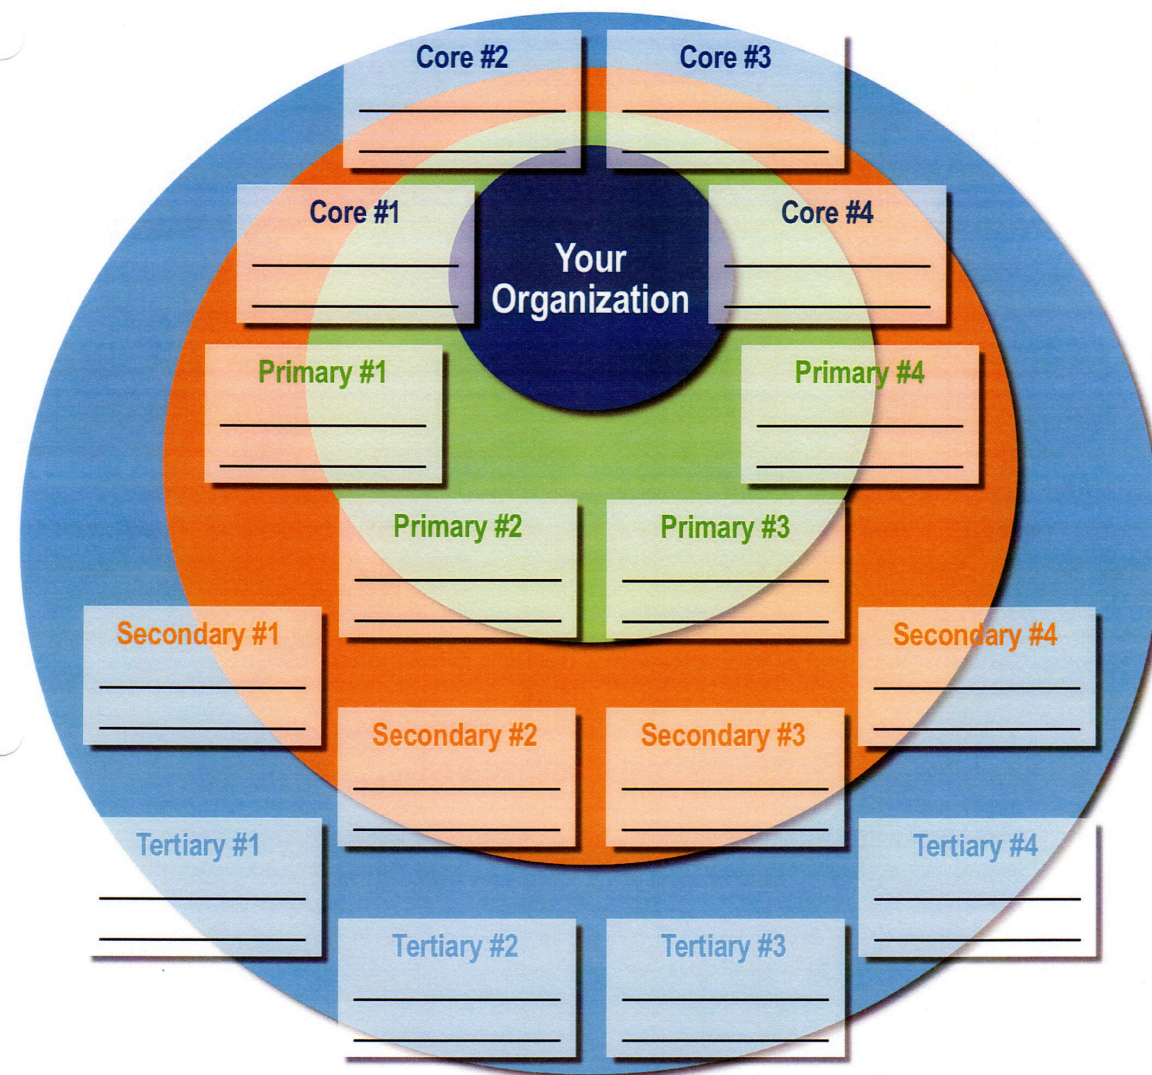 Core #2
Core #3
Core #1
Core #4
Your
Organization
Primary #1
Primary #4
Primary #2
Primary #3
Secondary #1
Secondary #4
Secondary #2
Secondary #3
Tertiary #1
Tertiary #4
Tertiary #2
Tertiary #3